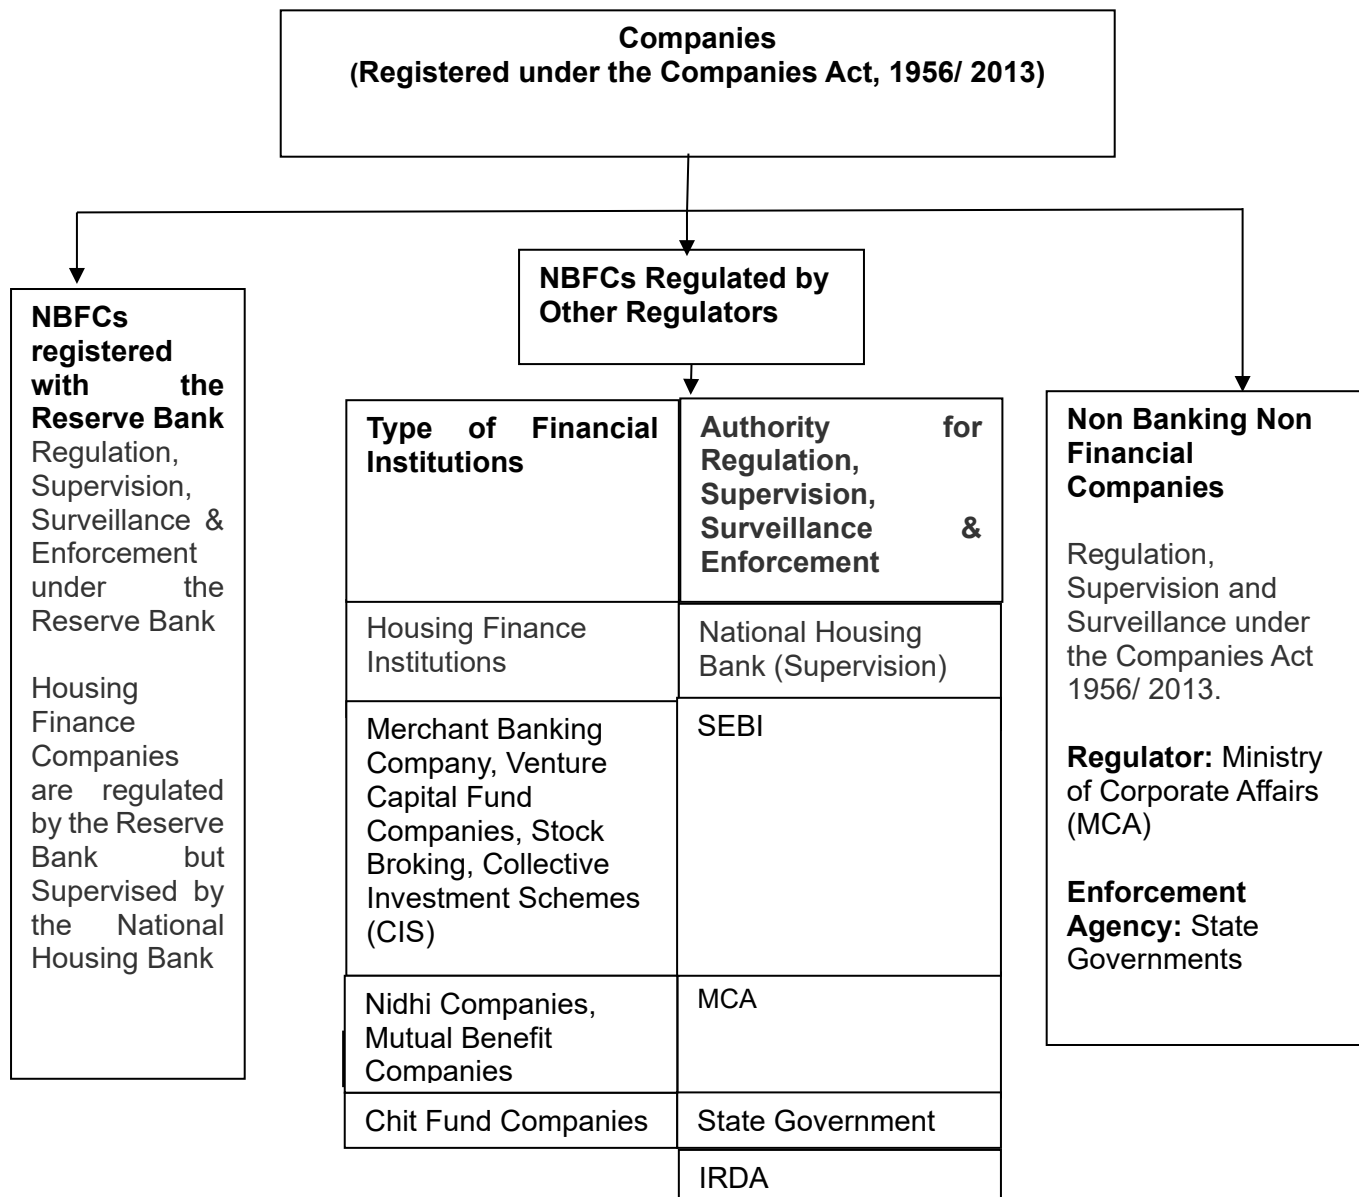 Companies
(Registered under the Companies Act, 1956/ 2013)
NBFCs
registered
with the
Reserve Bank
Regulation,
Supervision,
Surveillance &
Enforcement
under the
Reserve Bank
Housing
Finance
Companies
are regulated
by the Reserve
Bank but
Supervised by
the National
Housing Bank
NBFCs Regulated by
Other Regulators
Type of Financial
Institutions
Authority for
Regulation,
Supervision,
Surveillance &
Enforcement
Housing Finance
Institutions
National Housing
Bank (Supervision)
Merchant Banking
Company, Venture
Capital Fund
Companies, Stock
Broking, Collective
Investment Schemes
(CIS)
SEBI
Nidhi Companies,
Mutual Benefit
Companies
MCA
Chit Fund Companies
State Government
IRDA
Non Banking Non
Financial
Companies
Regulation,
Supervision and
Surveillance under
the Companies Act
1956/ 2013.
Regulator: Ministry
of Corporate Affairs
(MCA)
Enforcement
Agency: State
Governments